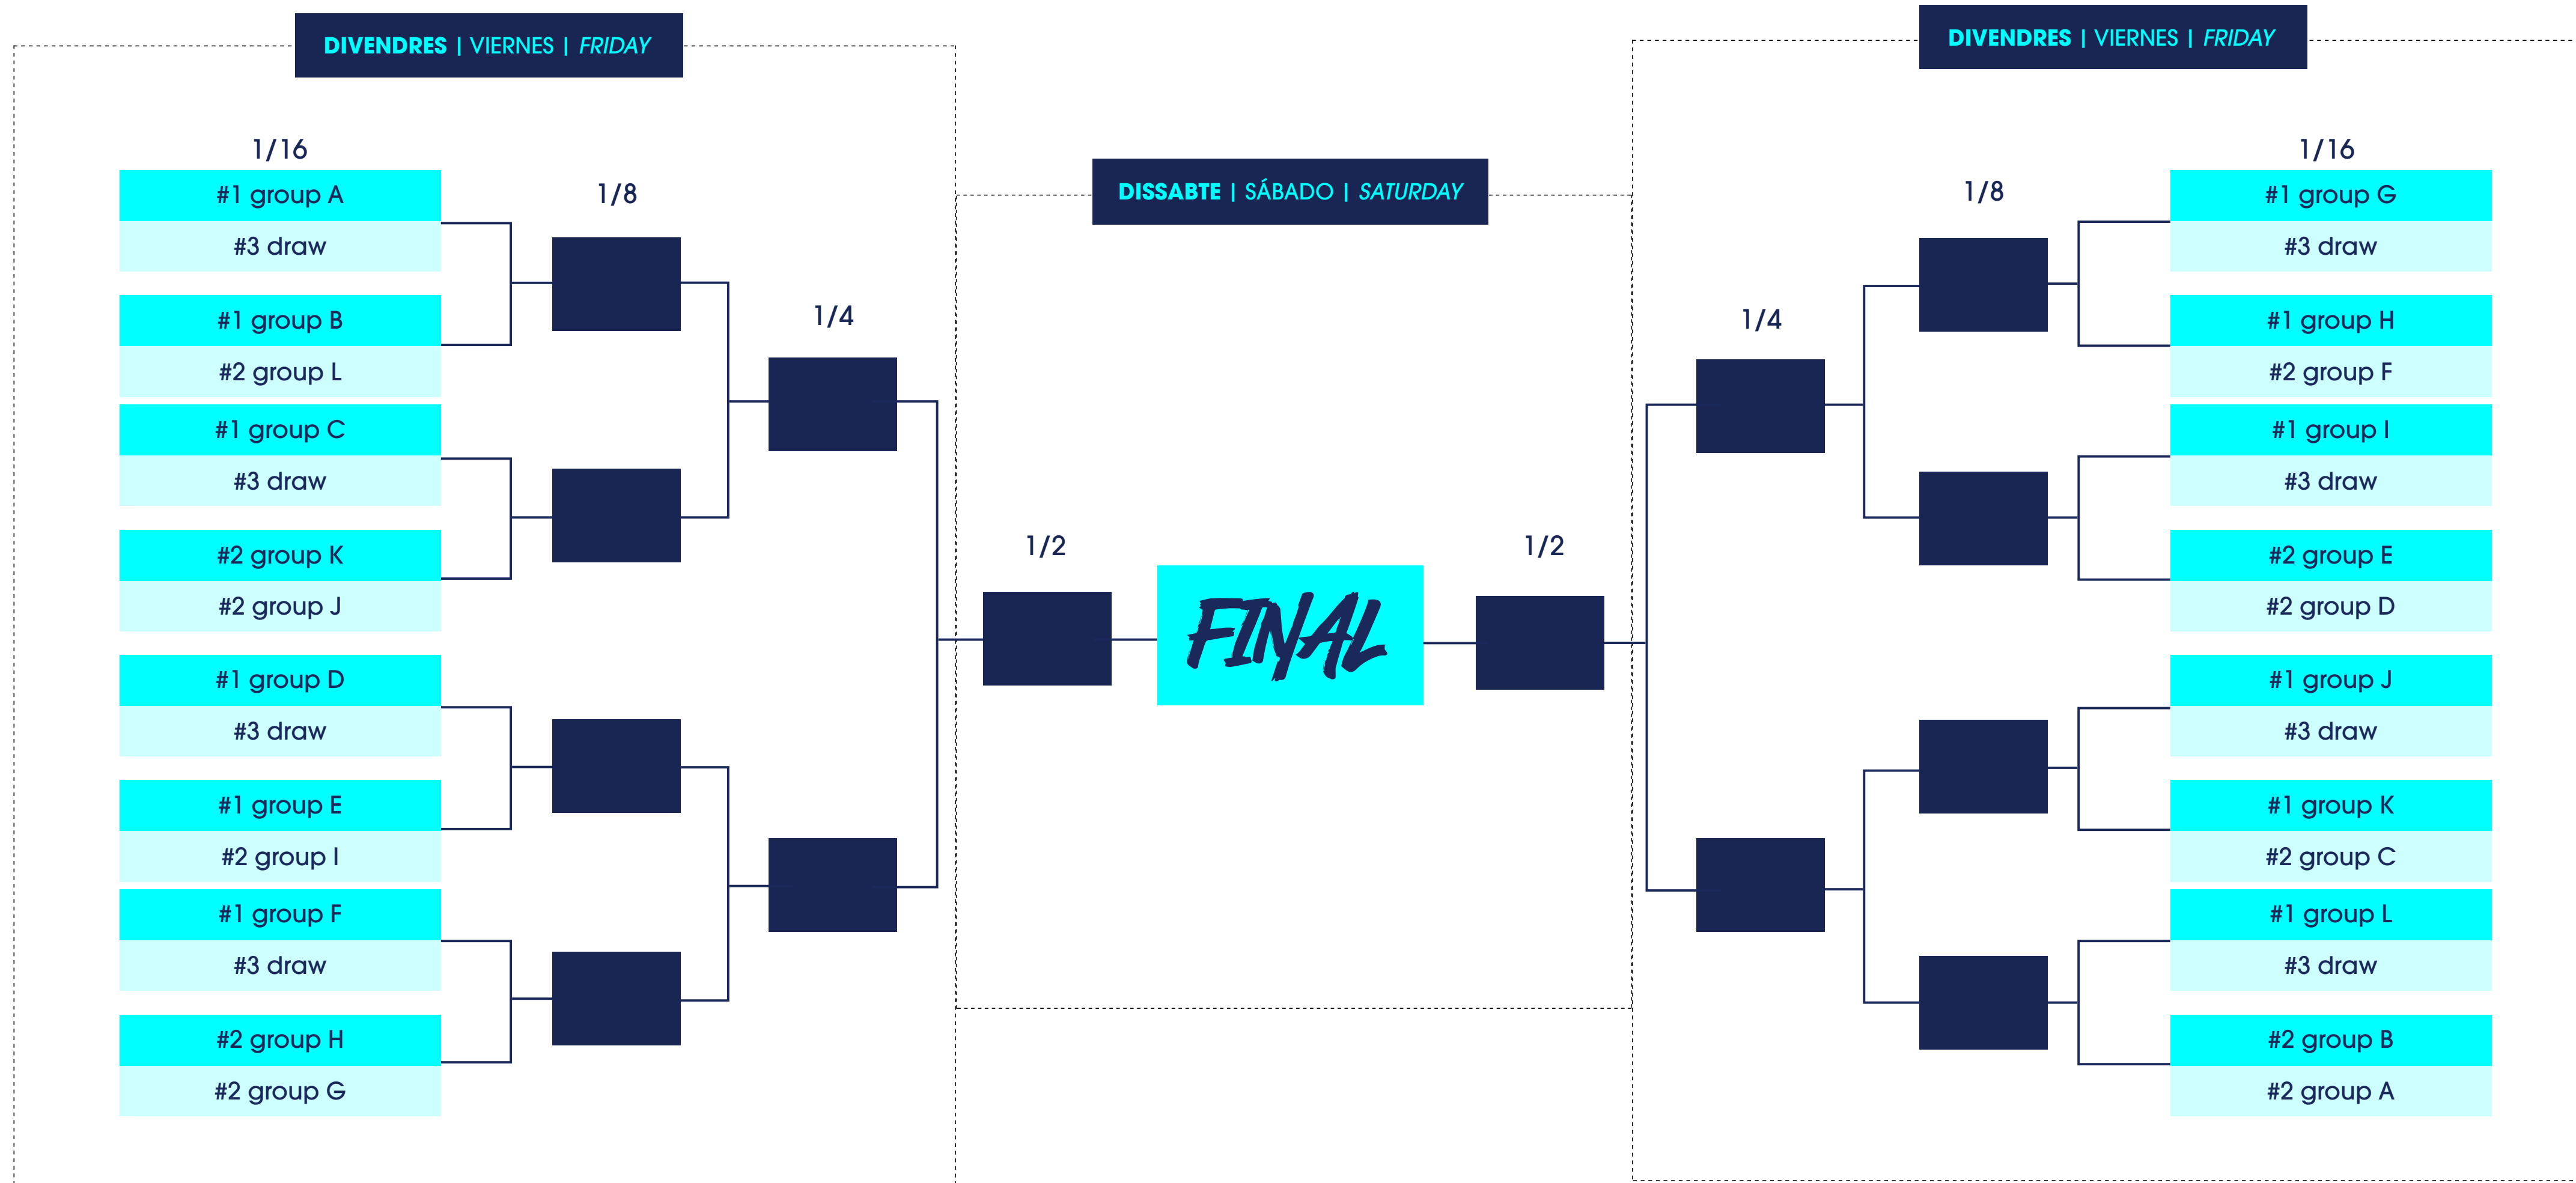 DIVENDRES | VIERNES | FRIDAY
1/16
#1 group A
#3 draw
#1 group B
#2 group L
#1 group C
#3 draw
#2 group K
#2 group J
#1 group D
#3 draw
#1 group E
#2 group I
#1 group F
#3 draw
#2 group H
#2 group G
1/8
1/4
DISSABTE | SÁBADO | SATURDAY
1/2
FINAL
1/2
DIVENDRES | VIERNES | FRIDAY
1/4
1/8
1/16
#1 group G
#3 draw
#1 group H
#2 group F
#1 group I
#3 draw
#2 group E
#2 group D
#1 group J
#3 draw
#1 group K
#2 group C
#1 group L
#3 draw
#2 group B
#2 group A